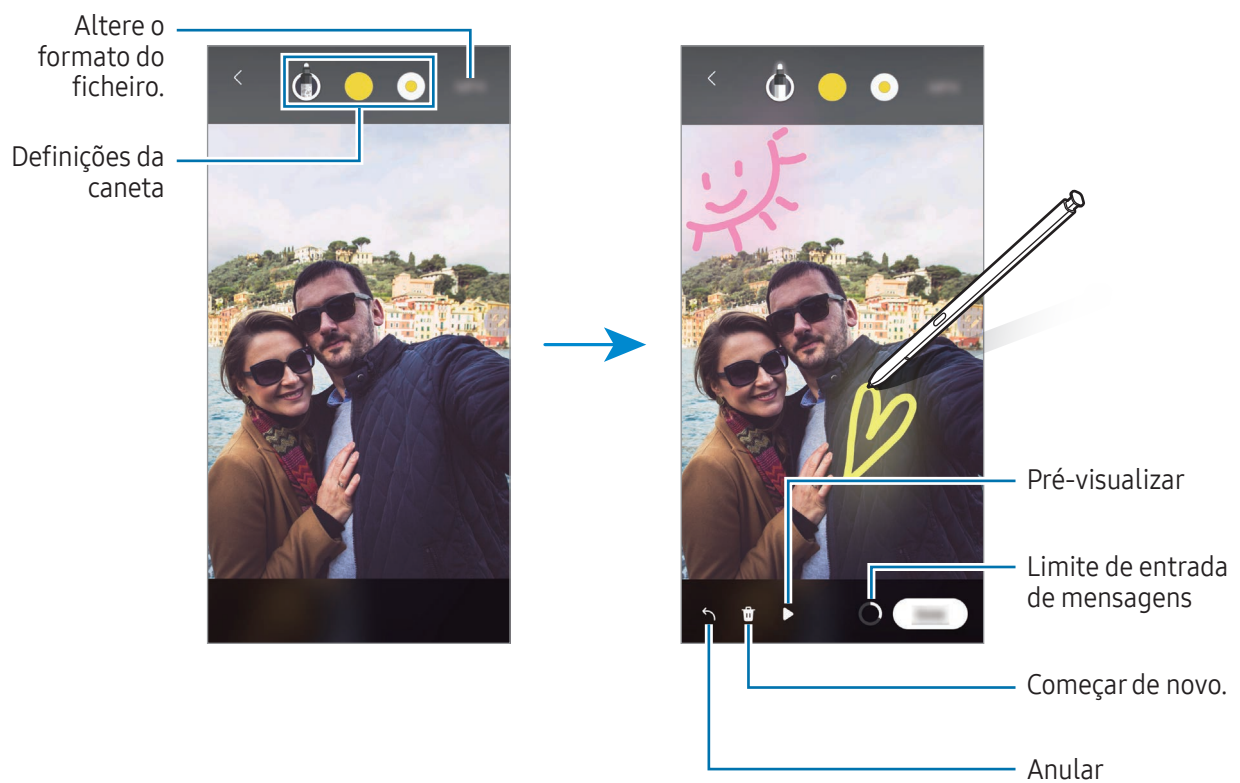 Altere o
formato do
ficheiro.
Definições da
caneta
Pré-visualizar
Limite de entrada
de mensagens
Começar de novo.
Anular